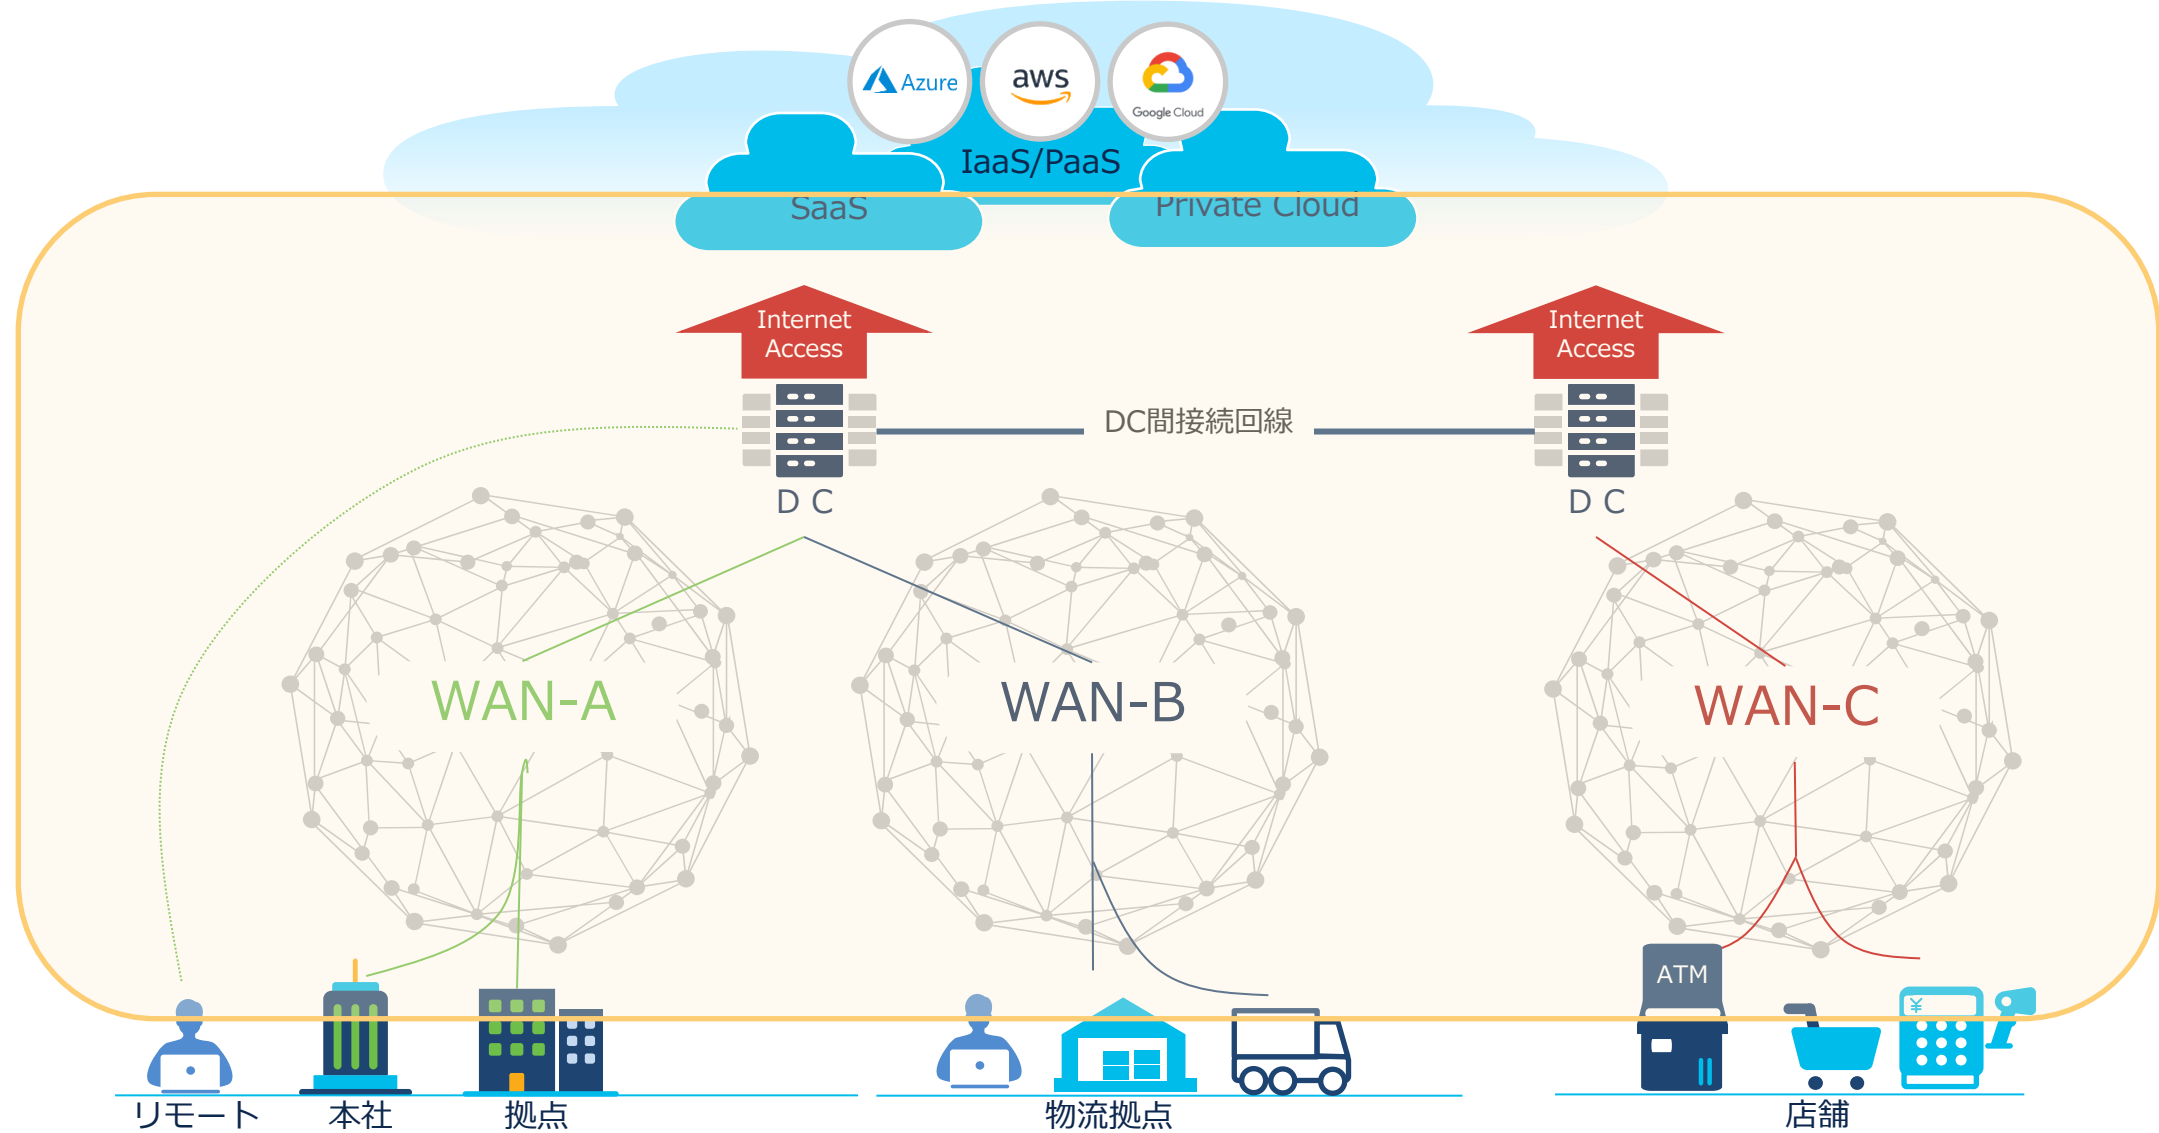 Azure
aws
Google Cloud
IaaS/PaaS
SaaS
Private Cloud
Internet
Access
Internet
Access
DC間接続回線
D C
D C
WAN-A
WAN-B
WAN-C
ATM
¥
リモート
本社
拠点
物流拠点
店舗